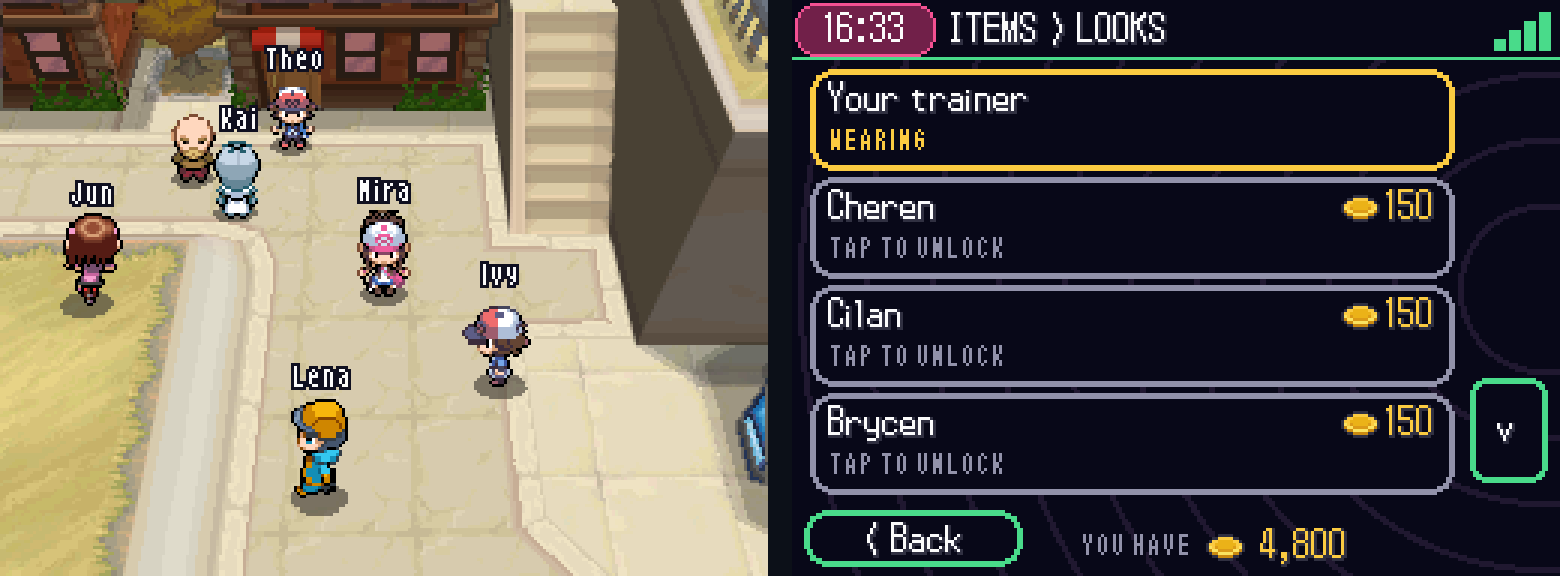 Theo
Kai
Jun
Mira
Ivy
Lena
16:33 ITEMS > LOOKS
Your trainer
WEARING
Cheren 150
TAP TO UNLOCK
Cilan 150
TAP TO UNLOCK
Brycen 150
TAP TO UNLOCK
v
< Back
YOU HAVE 4,800